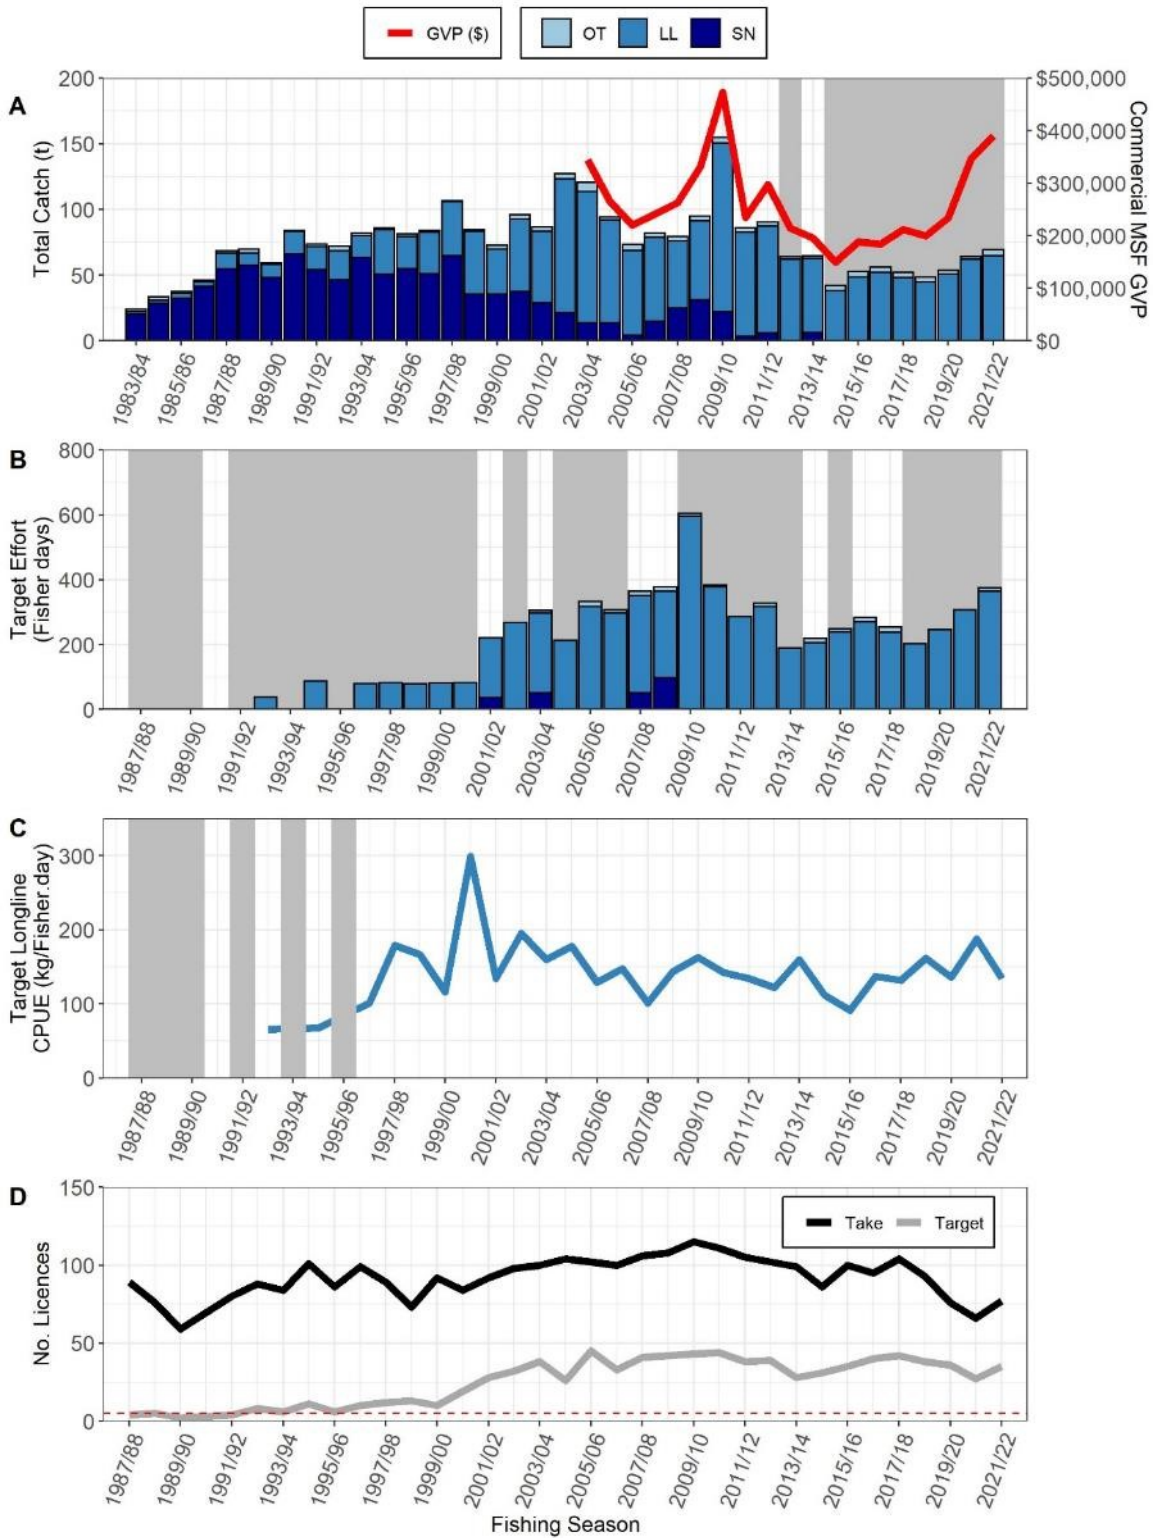 GVP ($) OT LL SN
A
Total Catch (t)
200
150
100
50
0
$500,000
$400,000
$300,000
$200,000
$100,000
$0
Commercial MSF GVP
1983/84 1985/86 1987/88 1989/90 1991/92 1993/94 1995/96 1997/98 1999/00 2001/02 2003/04 2005/06 2007/08 2009/10 2011/12 2013/14 2015/16 2017/18 2019/20 2021/22
B
Target Effort
(Fisher days)
800
600
400
200
0
1987/88 1989/90 1991/92 1993/94 1995/96 1997/98 1999/00 2001/02 2003/04 2005/06 2007/08 2009/10 2011/12 2013/14 2015/16 2017/18 2019/20 2021/22
C
Target Longline
CPUE (kg/Fisher.day)
300
200
100
0
1987/88 1989/90 1991/92 1993/94 1995/96 1997/98 1999/00 2001/02 2003/04 2005/06 2007/08 2009/10 2011/12 2013/14 2015/16 2017/18 2019/20 2021/22
D
No. Licences
150
100
50
0
Take Target
1987/88 1989/90 1991/92 1993/94 1995/96 1997/98 1999/00 2001/02 2003/04 2005/06 2007/08 2009/10 2011/12 2013/14 2015/16 2017/18 2019/20 2021/22
Fishing Season